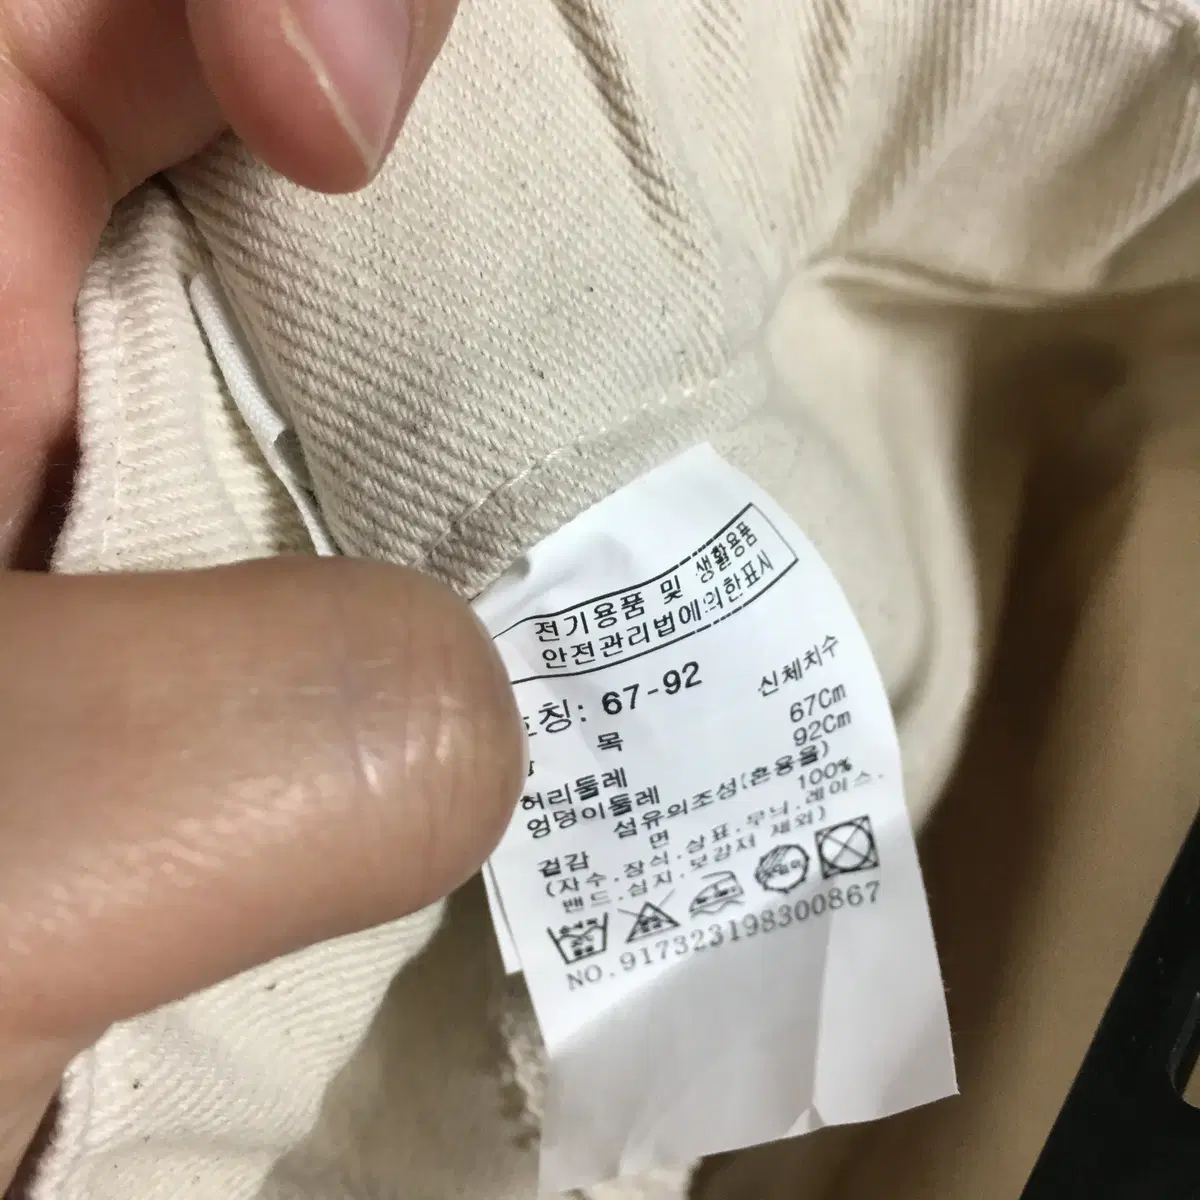 전기용품 및 생활용품
안전관리법에의한표시
호칭: 67-92
목 신체치수
허리둘레 67Cm
엉덩이둘레 92Cm
섬유의조성(혼용율)
겉감 면 100%
(자수.장식.상표.무늬.레이스.
밴드.심지.보강저 제외)
NO.917323198300867